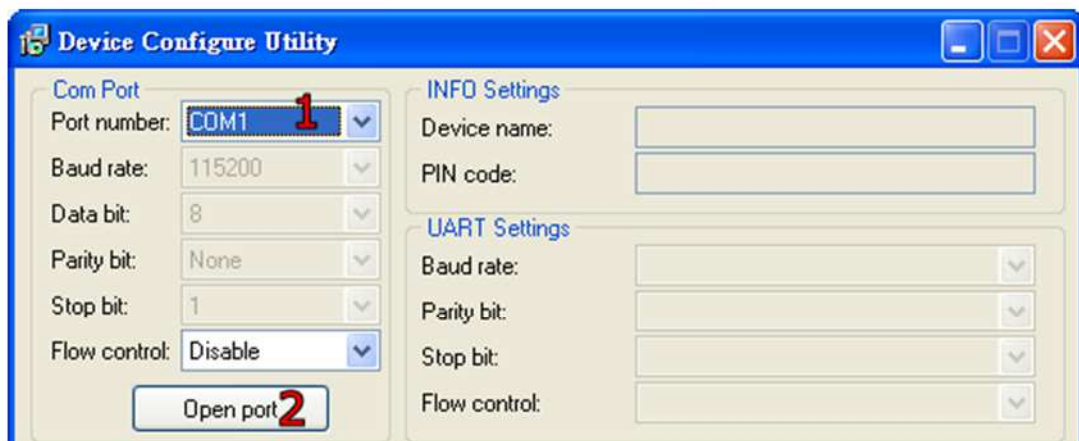 Device Configure Utility
Com Port
Port number: COM1 1
Baud rate: 115200
Data bit: 8
Parity bit: None
Stop bit: 1
Flow control: Disable
Open port 2
INFO Settings
Device name:
PIN code:
UART Settings
Baud rate:
Parity bit:
Stop bit:
Flow control: